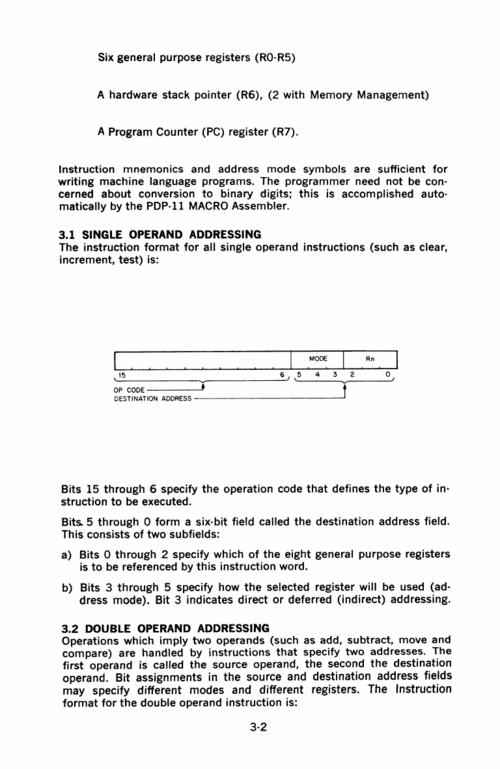 Six general purpose registers (R0-R5)
A hardware stack pointer (R6), (2 with Memory Management)
A Program Counter (PC) register (R7).
Instruction mnemonics and address mode symbols are sufficient for
writing machine language programs. The programmer need not be con-
cerned about conversion to binary digits; this is accomplished auto-
matically by the PDP-11 MACRO Assembler.
3.1 SINGLE OPERAND ADDRESSING
The instruction format for all single operand instructions (such as clear,
increment, test) is:
MODE Rn
15 6 5 4 3 2 0
OP CODE
DESTINATION ADDRESS
Bits 15 through 6 specify the operation code that defines the type of in-
struction to be executed.
Bits. 5 through 0 form a six-bit field called the destination address field.
This consists of two subfields:
a) Bits 0 through 2 specify which of the eight general purpose registers
is to be referenced by this instruction word.
b) Bits 3 through 5 specify how the selected register will be used (ad-
dress mode). Bit 3 indicates direct or deferred (indirect) addressing.
3.2 DOUBLE OPERAND ADDRESSING
Operations which imply two operands (such as add, subtract, move and
compare) are handled by instructions that specify two addresses. The
first operand is called the source operand, the second the destination
operand. Bit assignments in the source and destination address fields
may specify different modes and different registers. The Instruction
format for the double operand instruction is:
3-2